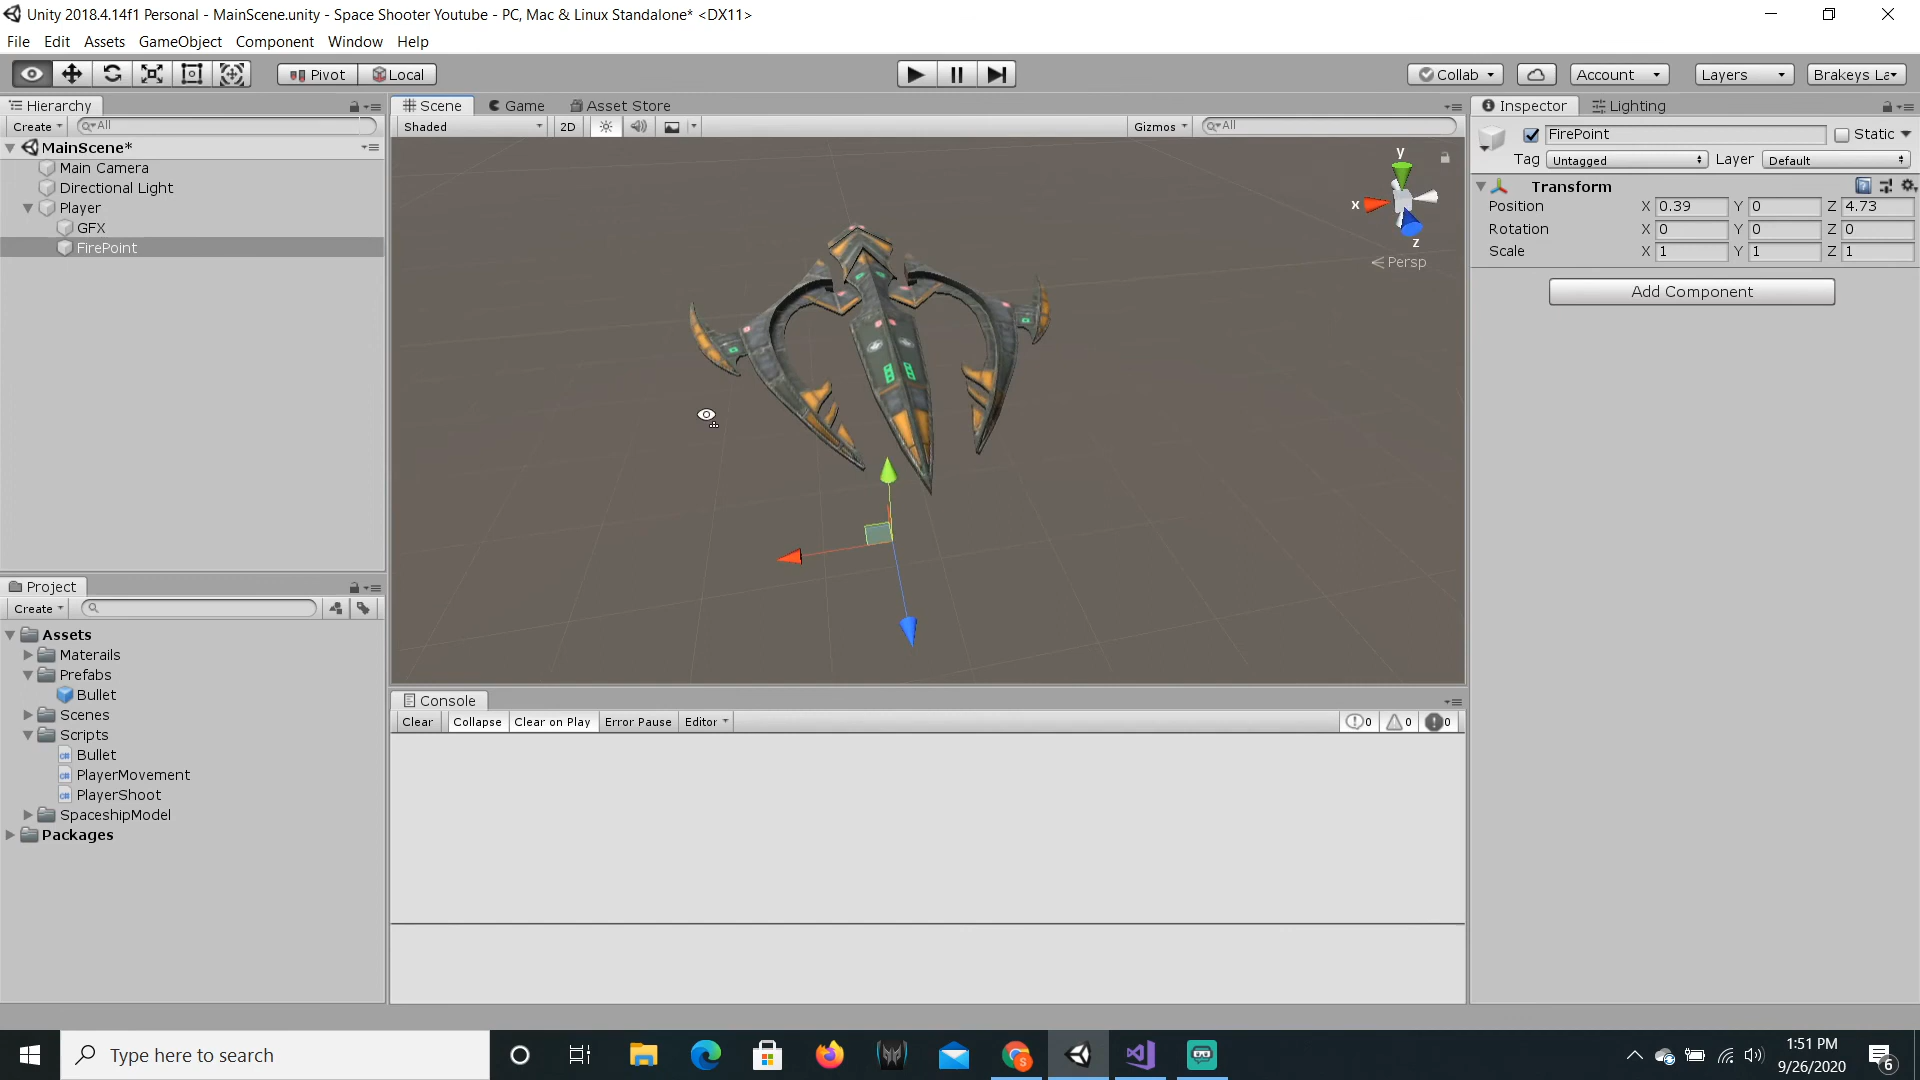 Unity 2018.4.14f1 Personal - MainScene.unity - Space Shooter Youtube - PC, Mac & Linux Standalone* <DX11>
File Edit Assets GameObject Component Window Help
Pivot Local Collab Account Layers Brakeys La
Hierarchy
Create All
MainScene*
Main Camera
Directional Light
Player
GFX
FirePoint
Scene Game Asset Store
Shaded 2D Gizmos All
y
x
z
Persp
Inspector Lighting
FirePoint Static
Tag Untagged Layer Default
Transform
Position X 0.39 Y 0 Z 4.73
Rotation X 0 Y 0 Z 0
Scale X 1 Y 1 Z 1
Add Component
Project
Create
Assets
Materails
Prefabs
Bullet
Scenes
Scripts
Bullet
PlayerMovement
PlayerShoot
SpaceshipModel
Packages
Console
Clear Collapse Clear on Play Error Pause Editor 0 0 0
Type here to search
1:51 PM
9/26/2020
6